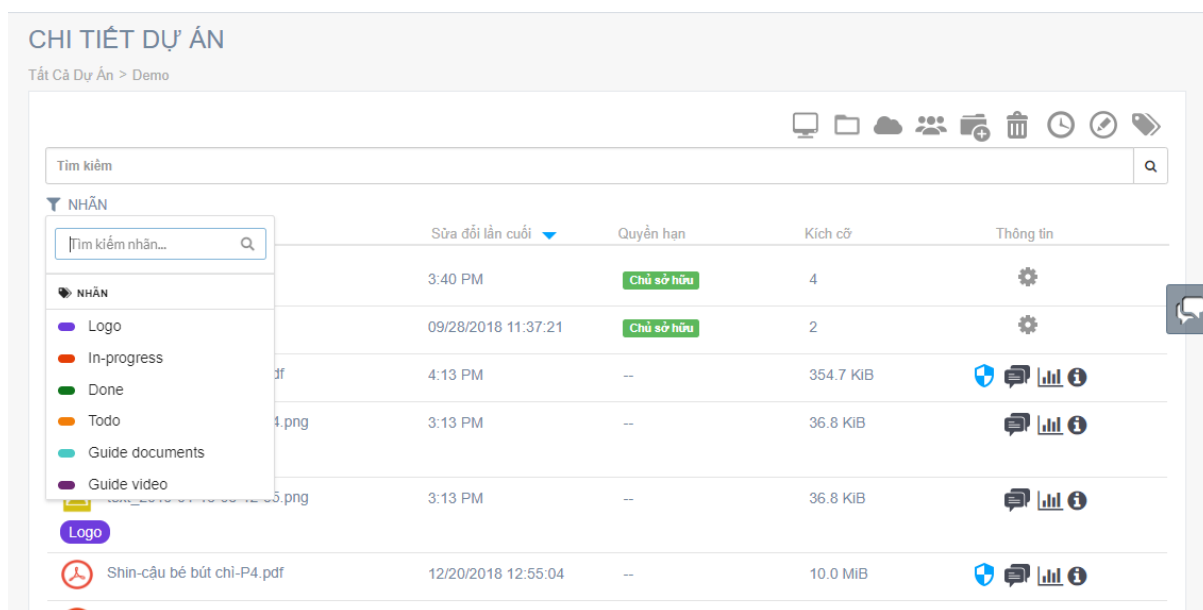 CHI TIẾT DỰ ÁN
Tất Cả Dự Án > Demo
Tìm kiếm
NHÃN
Tìm kiếm nhãn...
Sửa đổi lần cuối Quyền hạn Kích cỡ Thông tin
3:40 PM Chủ sở hữu 4
NHÃN
Logo
09/28/2018 11:37:21 Chủ sở hữu 2
In-progress
df 4:13 PM -- 354.7 KiB
Done
Todo
4.png 3:13 PM -- 36.8 KiB
Guide documents
Guide video
.png 3:13 PM -- 36.8 KiB
Logo
Shin-cậu bé bút chì-P4.pdf 12/20/2018 12:55:04 -- 10.0 MiB